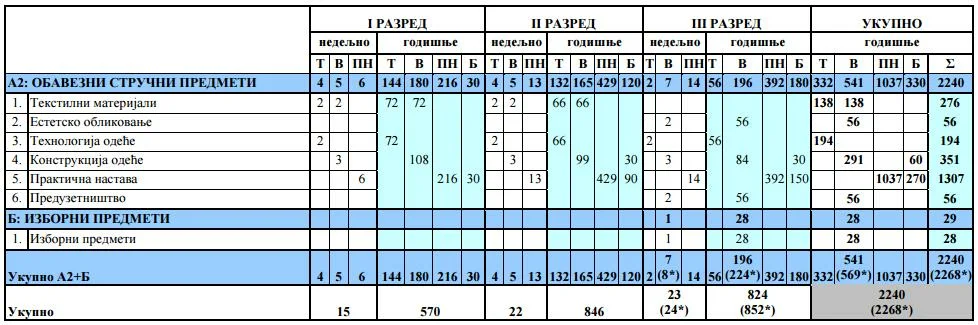 I РАЗРЕД II РАЗРЕД III РАЗРЕД УКУПНО
недељно годишње недељно годишње недељно годишње годишње
Т В ПН Т В ПН Б Т В ПН Т В ПН Б Т В ПН Т В ПН Б Т В ПН Б Σ
А2: ОБАВЕЗНИ СТРУЧНИ ПРЕДМЕТИ 4 5 6 144 180 216 30 4 5 13 132 165 429 120 2 7 14 56 196 392 180 332 541 1037 330 2240
1. Текстилни материјали 2 2 72 72 2 2 66 66 138 138 276
2. Естетско обликовање 2 56 56 56
3. Технологија одеће 2 72 2 66 2 56 194 194
4. Конструкција одеће 3 108 3 99 30 3 84 30 291 60 351
5. Практична настава 6 216 30 13 429 90 14 392 150 1037 270 1307
6. Предузетништво 2 56 56 56
Б: ИЗБОРНИ ПРЕДМЕТИ 1 28 28 29
1. Изборни предмети 1 28 28 28
Укупно А2+Б 4 5 6 144 180 216 30 4 5 13 132 165 429 120 2 7 (8*) 14 56 196 (224*) 392 180 332 541 (569*) 1037 330 2240 (2268*)
Укупно 15 570 22 846 23 (24*) 824 (852*) 2240 (2268*)